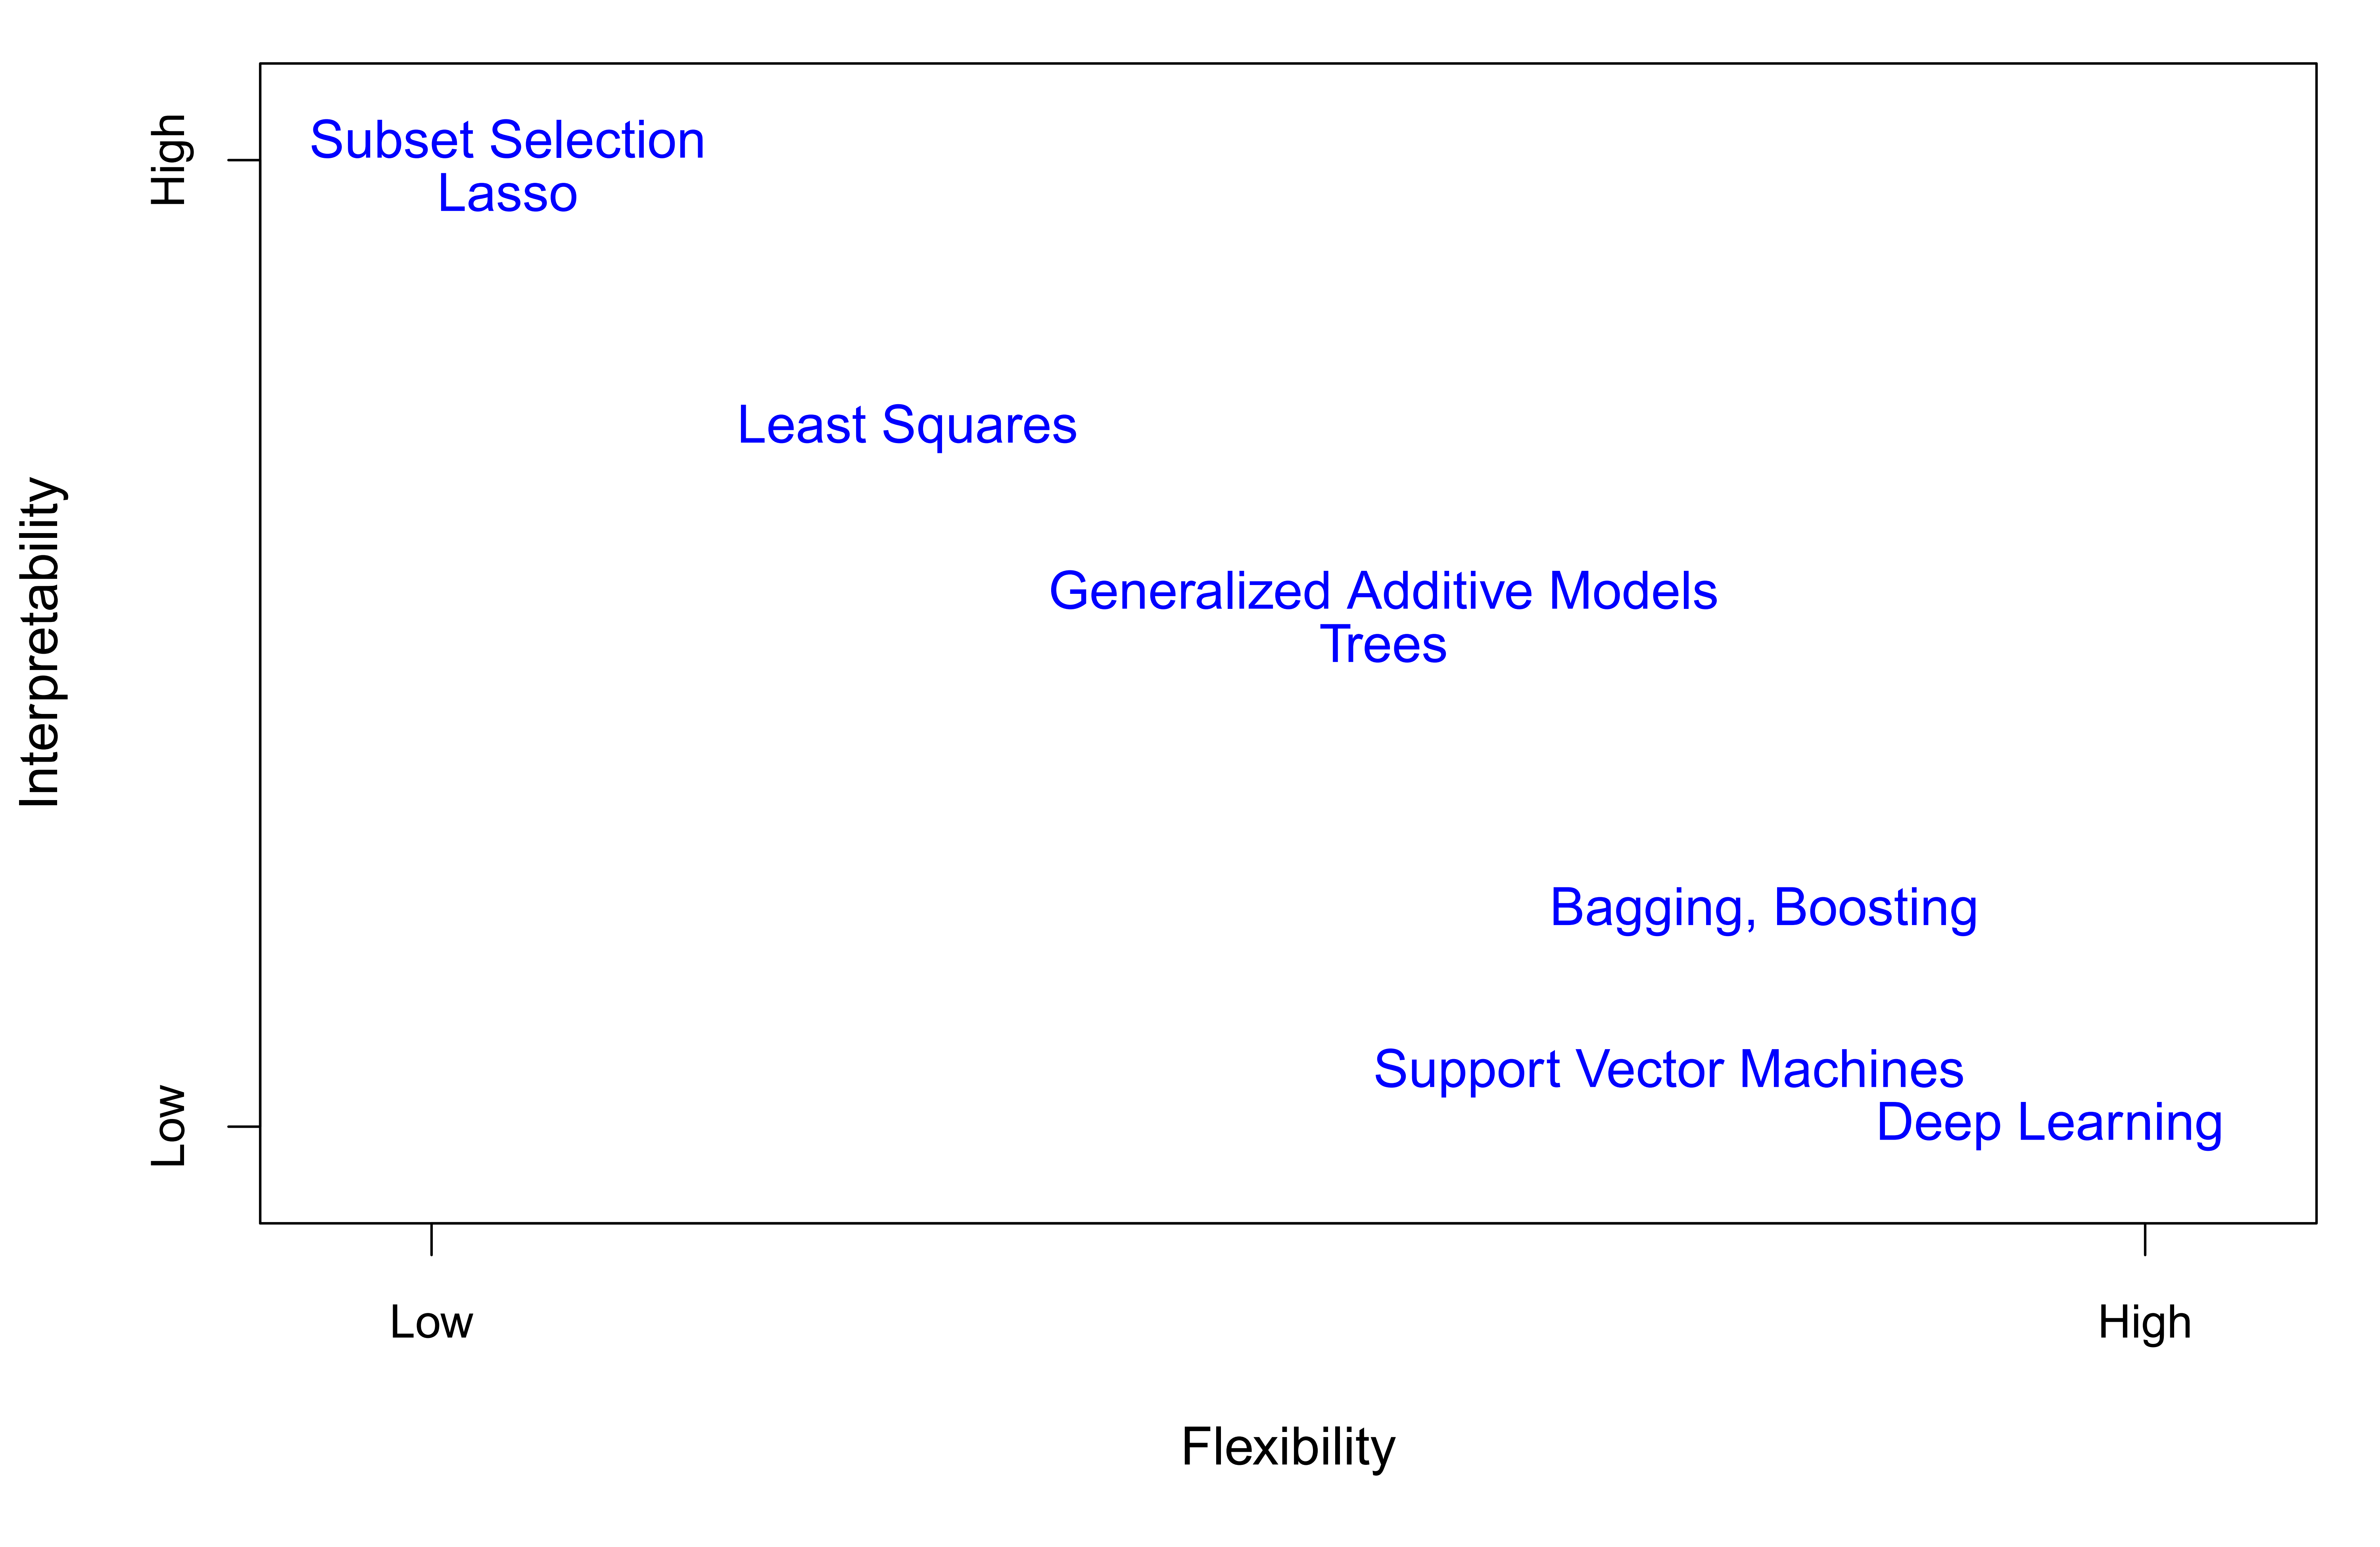 High
Subset Selection
Lasso
Least Squares
Interpretability
Generalized Additive Models
Trees
Bagging, Boosting
Support Vector Machines
Deep Learning
Low
Low
High
Flexibility